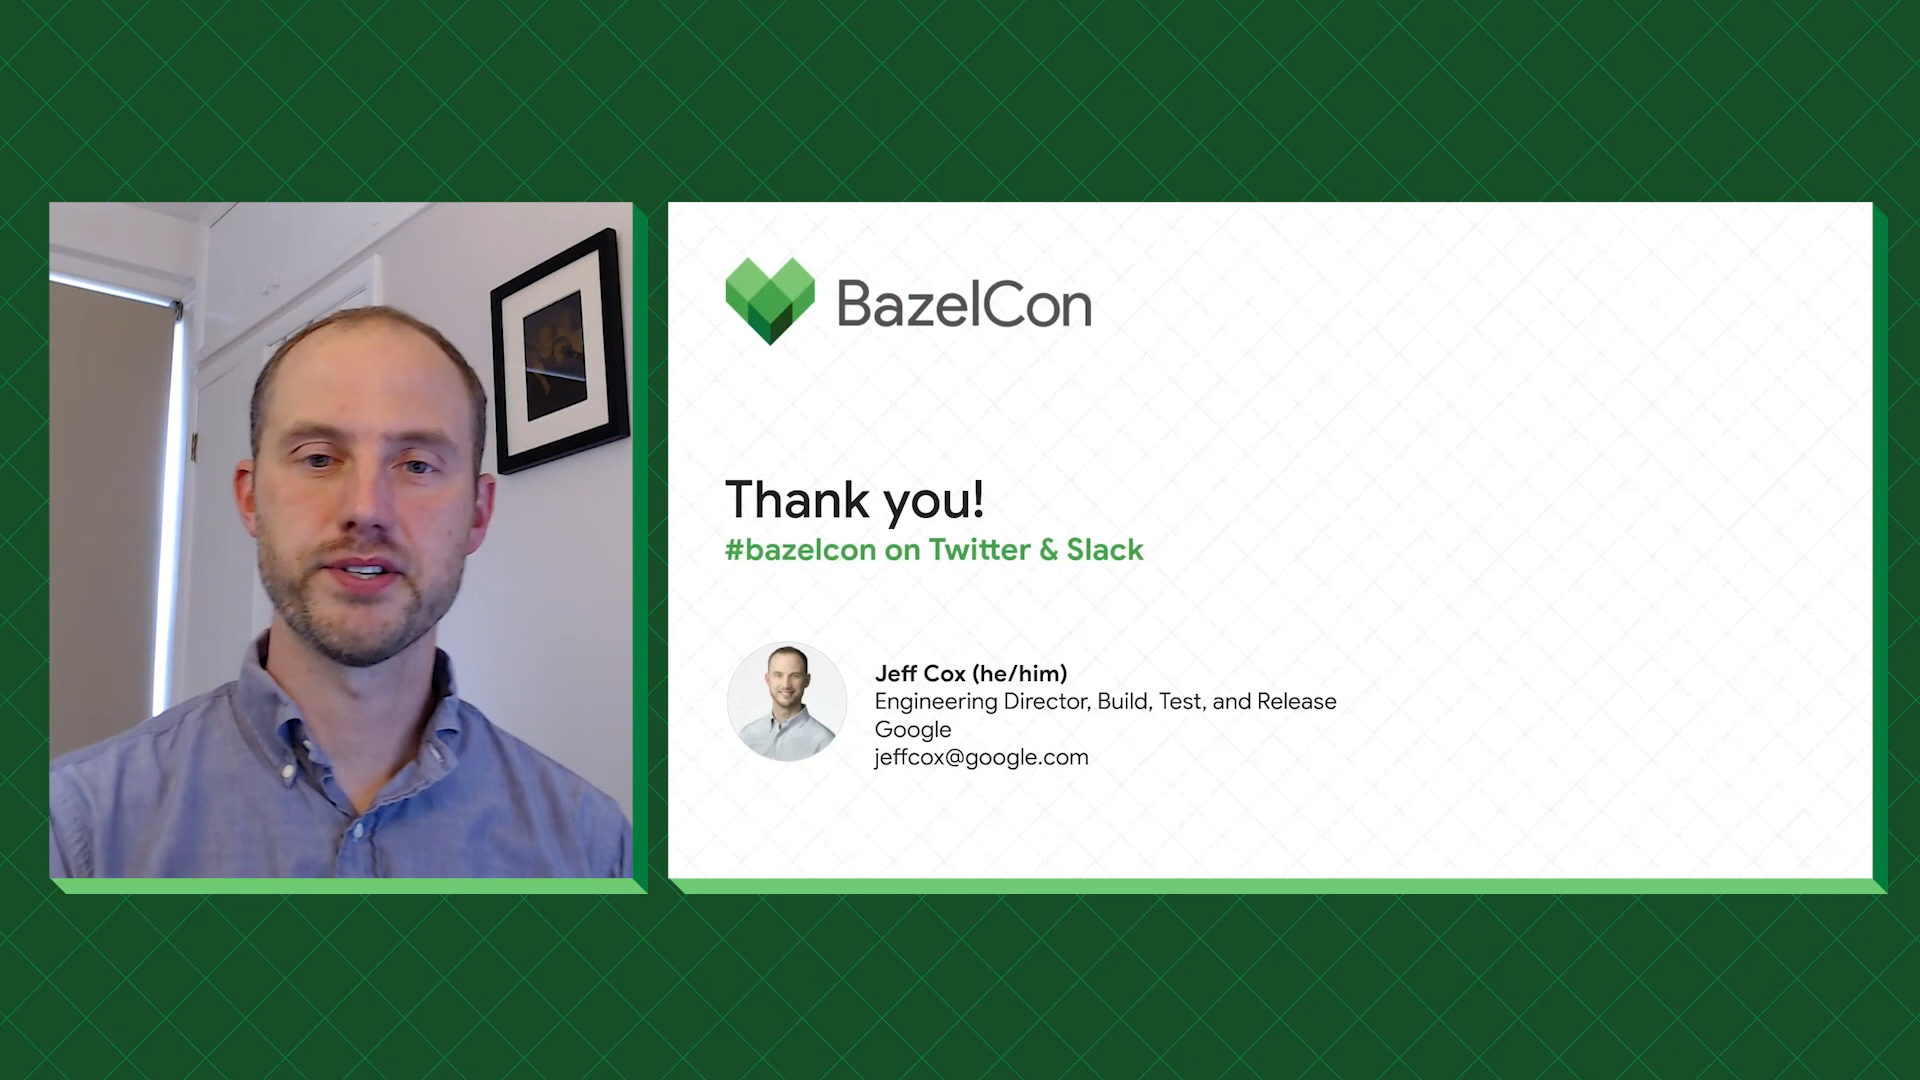 BazelCon
Thank you!
#bazelcon on Twitter & Slack
Jeff Cox (he/him)
Engineering Director, Build, Test, and Release
Google
jeffcox@google.com